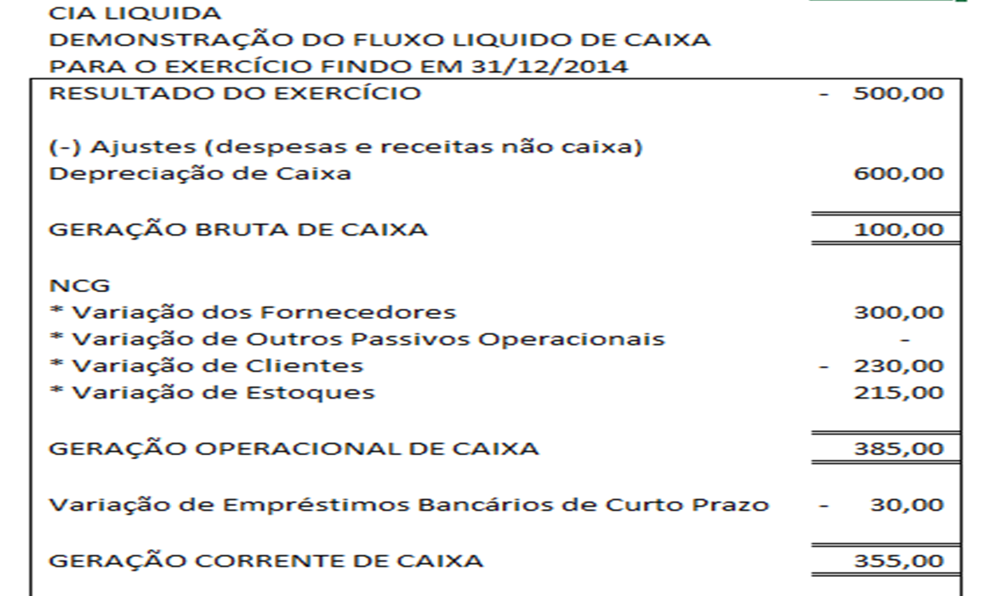 CIA LIQUIDA
DEMONSTRAÇÃO DO FLUXO LIQUIDO DE CAIXA
PARA O EXERCÍCIO FINDO EM 31/12/2014
RESULTADO DO EXERCÍCIO - 500,00
(-) Ajustes (despesas e receitas não caixa)
Depreciação de Caixa 600,00
GERAÇÃO BRUTA DE CAIXA 100,00
NCG
* Variação dos Fornecedores 300,00
* Variação de Outros Passivos Operacionais -
* Variação de Clientes - 230,00
* Variação de Estoques 215,00
GERAÇÃO OPERACIONAL DE CAIXA 385,00
Variação de Empréstimos Bancários de Curto Prazo - 30,00
GERAÇÃO CORRENTE DE CAIXA 355,00